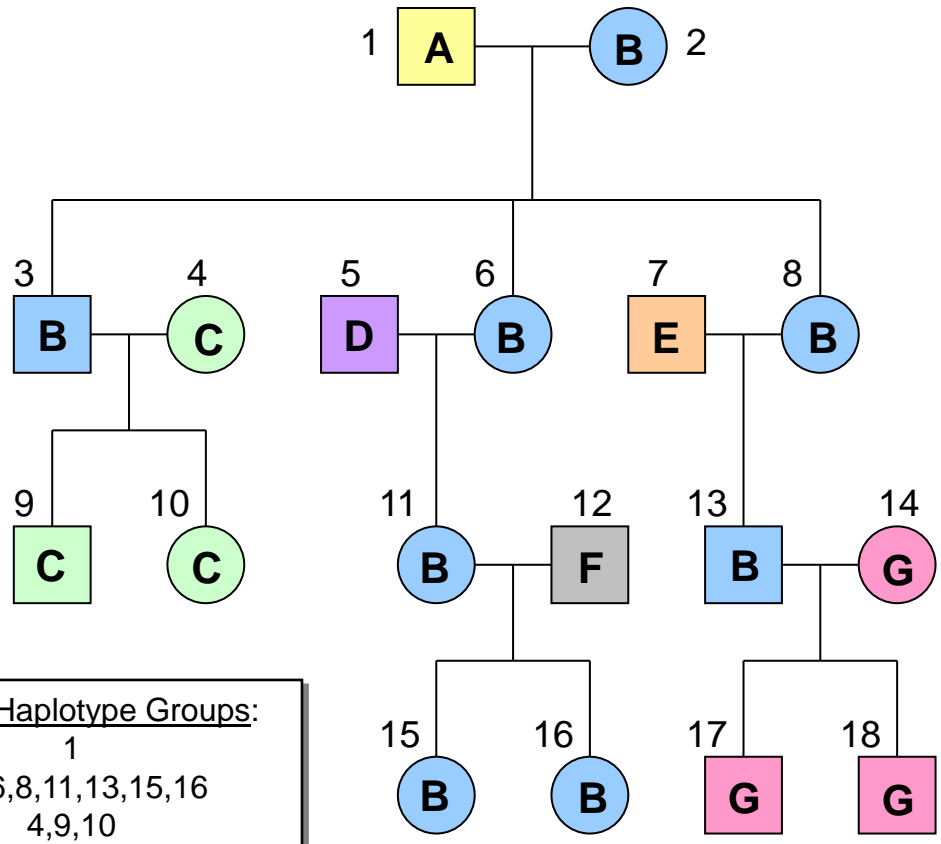 1 A B 2
3 4 5 6 7 8
B C D B E B
9 10 11 12 13 14
C C B F B G
Haplotype Groups:
1
6,8,11,13,15,16
4,9,10
15 16 17 18
B B G G